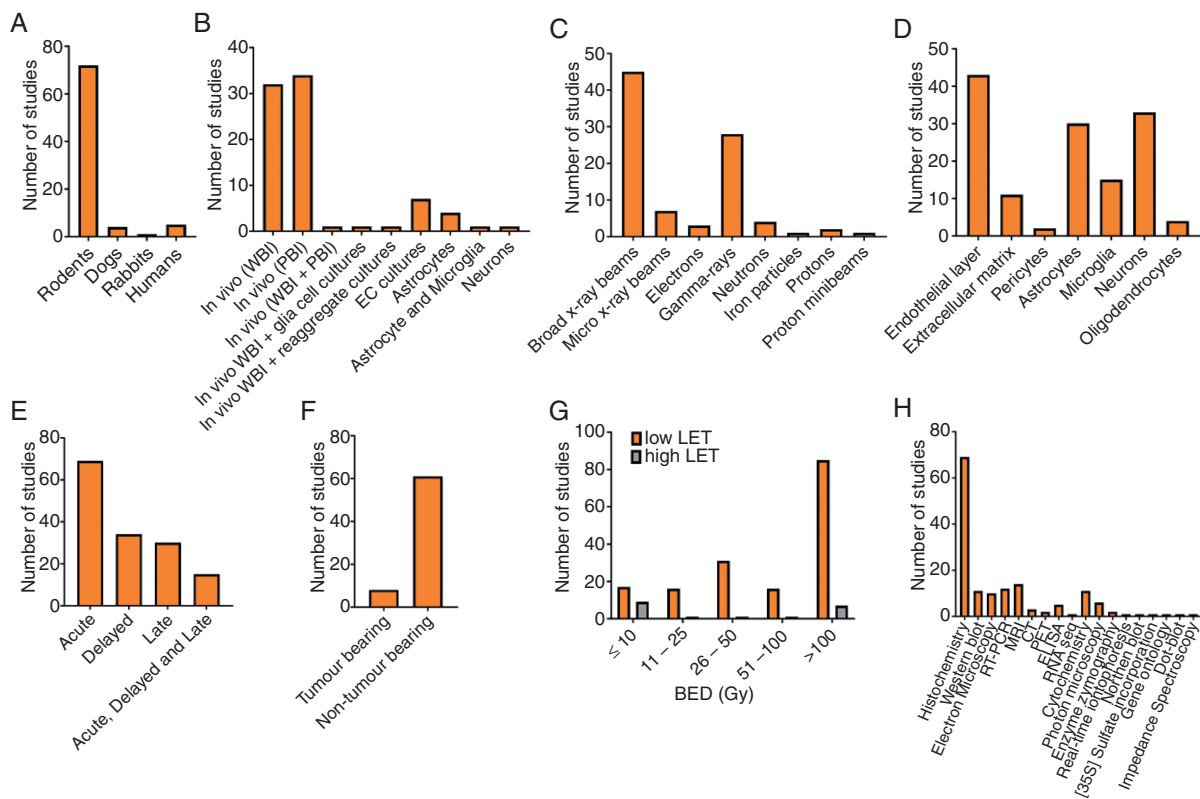 A
Number of studies
80
60
40
20
0
Rodents
Dogs
Rabbits
Humans
B
Number of studies
40
30
20
10
0
In vivo (WBI)
In vivo (PBI)
In vivo (WBI + PBI)
In vivo WBI + glia cell cultures
In vivo WBI + reaggregate cultures
EC cultures
Astrocytes
Astrocyte and Microglia
Neurons
C
Number of studies
50
40
30
20
10
0
Broad x-ray beams
Micro x-ray beams
Electrons
Gamma-rays
Neutrons
Iron particles
Protons
Proton minibeams
D
Number of studies
50
40
30
20
10
0
Endothelial layer
Extracellular matrix
Pericytes
Astrocytes
Microglia
Neurons
Oligodendrocytes
E
Number of studies
80
60
40
20
0
Acute
Delayed
Late
Acute, Delayed and Late
F
Number of studies
80
60
40
20
0
Tumour bearing
Non-tumour bearing
G
Number of studies
100
80
60
40
20
0
low LET
high LET
≤ 10
11 – 25
26 – 50
51 –100
>100
BED (Gy)
H
Number of studies
80
60
40
20
0
Histochemistry
Western blot
Electron Microscopy
RT-PCR
MRI
CT
PET
ELISA
RNA seq
Cytochemistry
Photon microscopy
Enzyme zymography
Real-time iontophoresis
Northen blot
[35S] Sulfate Incorporation
Gene ontology
Dot-blot
Impedance Spectroscopy